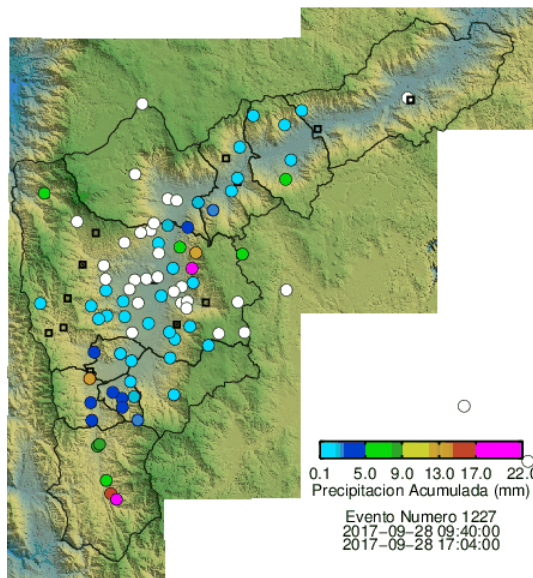 0.1 5.0 9.0 13.0 17.0 22.0
Precipitacion Acumulada (mm)
Evento Numero 1227
2017-09-28 09:40:00
2017-09-28 17:04:00